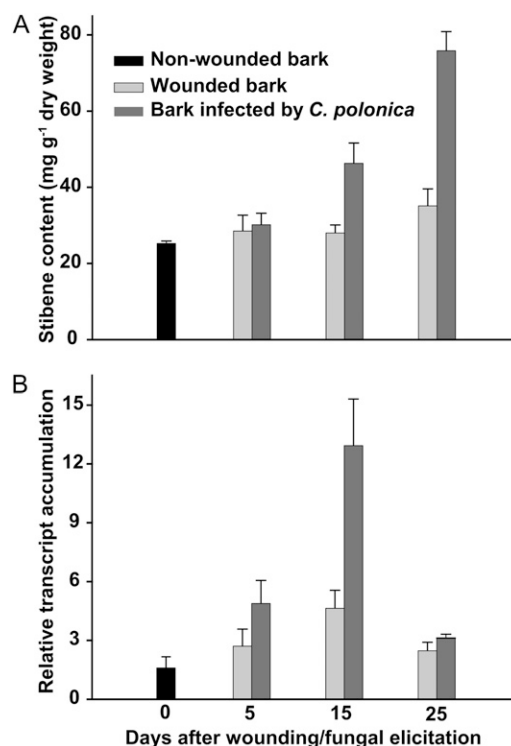 A
Stibene content (mg g⁻¹ dry weight)
80
60
40
20
0
Non-wounded bark
Wounded bark
Bark infected by C. polonica
B
Relative transcript accumulation
15
12
9
6
3
0
0 5 15 25
Days after wounding/fungal elicitation